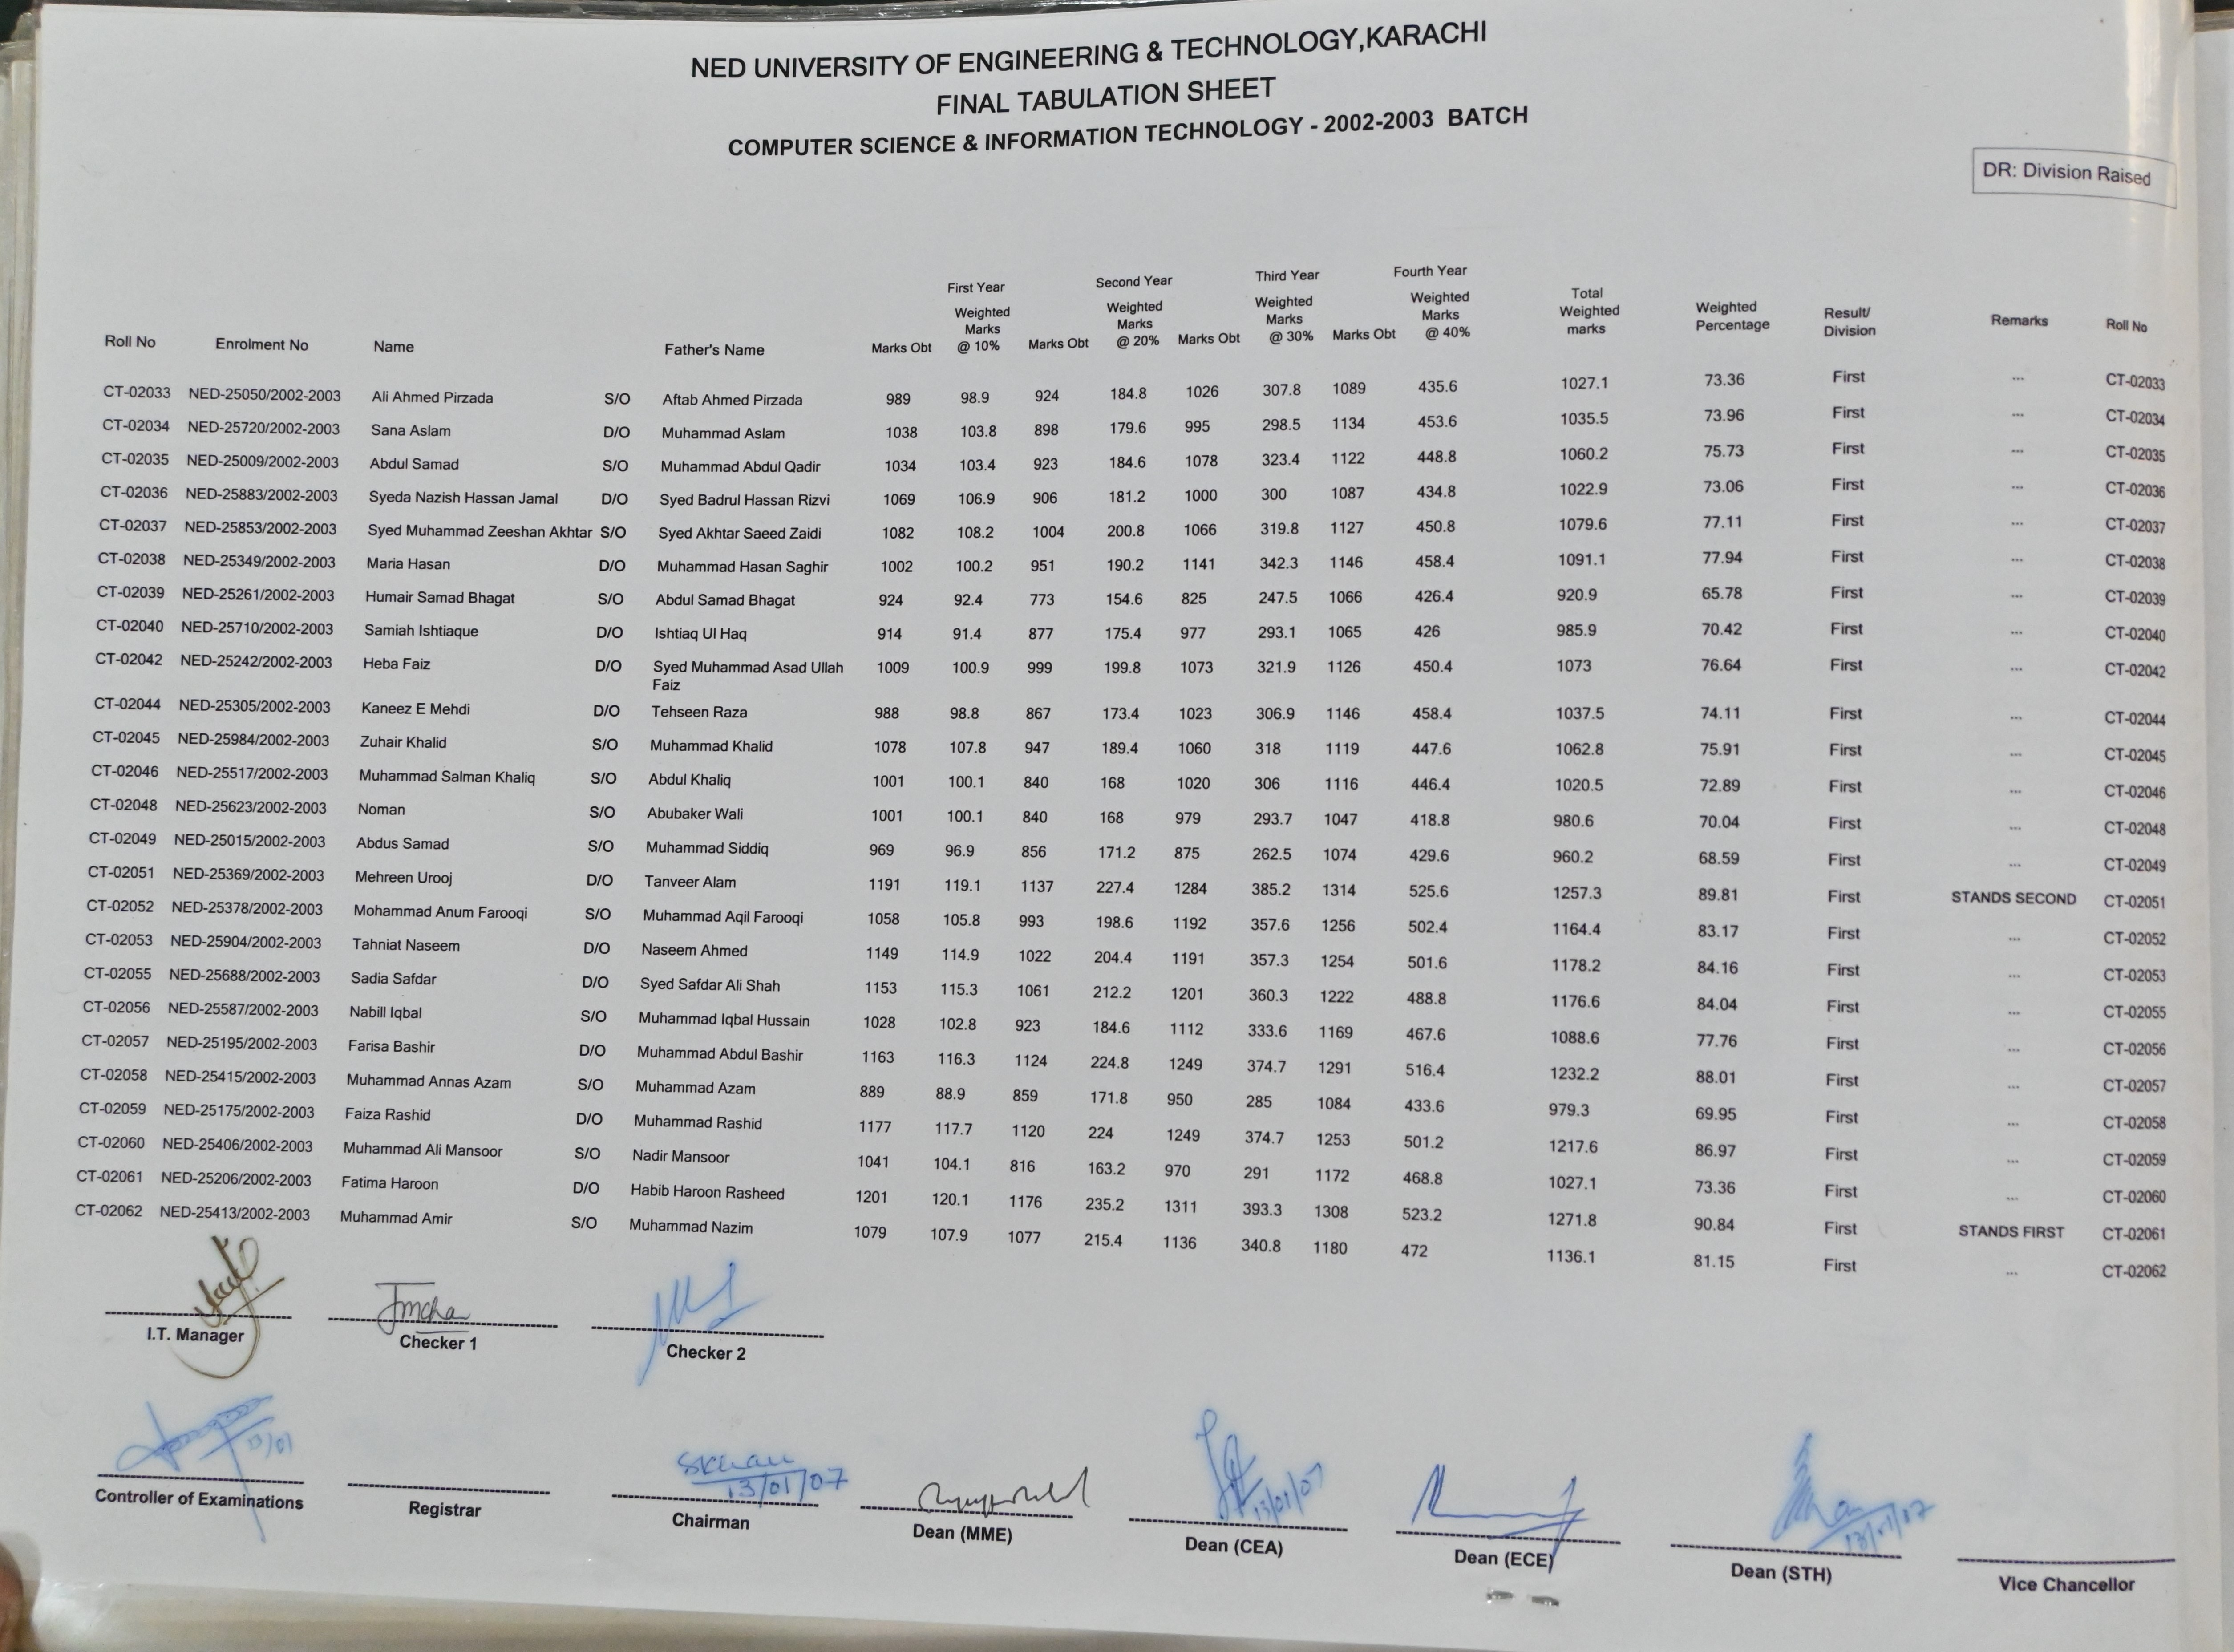 NED UNIVERSITY OF ENGINEERING & TECHNOLOGY,KARACHI
FINAL TABULATION SHEET
COMPUTER SCIENCE & INFORMATION TECHNOLOGY - 2002-2003 BATCH
DR: Division Raised
First Year Second Year Third Year Fourth Year
Roll No Enrolment No Name Father's Name Marks Obt Weighted Marks @ 10% Marks Obt Weighted Marks @ 20% Marks Obt Weighted Marks @ 30% Marks Obt Weighted Marks @ 40% Total Weighted marks Weighted Percentage Result/ Division Remarks Roll No
CT-02033 NED-25050/2002-2003 Ali Ahmed Pirzada S/O Aftab Ahmed Pirzada 989 98.9 924 184.8 1026 307.8 1089 435.6 1027.1 73.36 First --- CT-02033
CT-02034 NED-25720/2002-2003 Sana Aslam D/O Muhammad Aslam 1038 103.8 898 179.6 995 298.5 1134 453.6 1035.5 73.96 First --- CT-02034
CT-02035 NED-25009/2002-2003 Abdul Samad S/O Muhammad Abdul Qadir 1034 103.4 923 184.6 1078 323.4 1122 448.8 1060.2 75.73 First --- CT-02035
CT-02036 NED-25883/2002-2003 Syeda Nazish Hassan Jamal D/O Syed Badrul Hassan Rizvi 1069 106.9 906 181.2 1000 300 1087 434.8 1022.9 73.06 First --- CT-02036
CT-02037 NED-25853/2002-2003 Syed Muhammad Zeeshan Akhtar S/O Syed Akhtar Saeed Zaidi 1082 108.2 1004 200.8 1066 319.8 1127 450.8 1079.6 77.11 First --- CT-02037
CT-02038 NED-25349/2002-2003 Maria Hasan D/O Muhammad Hasan Saghir 1002 100.2 951 190.2 1141 342.3 1146 458.4 1091.1 77.94 First --- CT-02038
CT-02039 NED-25261/2002-2003 Humair Samad Bhagat S/O Abdul Samad Bhagat 924 92.4 773 154.6 825 247.5 1066 426.4 920.9 65.78 First --- CT-02039
CT-02040 NED-25710/2002-2003 Samiah Ishtiaque D/O Ishtiaq Ul Haq 914 91.4 877 175.4 977 293.1 1065 426 985.9 70.42 First --- CT-02040
CT-02042 NED-25242/2002-2003 Heba Faiz D/O Syed Muhammad Asad Ullah Faiz 1009 100.9 999 199.8 1073 321.9 1126 450.4 1073 76.64 First --- CT-02042
CT-02044 NED-25305/2002-2003 Kaneez E Mehdi D/O Tehseen Raza 988 98.8 867 173.4 1023 306.9 1146 458.4 1037.5 74.11 First --- CT-02044
CT-02045 NED-25984/2002-2003 Zuhair Khalid S/O Muhammad Khalid 1078 107.8 947 189.4 1060 318 1119 447.6 1062.8 75.91 First --- CT-02045
CT-02046 NED-25517/2002-2003 Muhammad Salman Khaliq S/O Abdul Khaliq 1001 100.1 840 168 1020 306 1116 446.4 1020.5 72.89 First --- CT-02046
CT-02048 NED-25623/2002-2003 Noman S/O Abubaker Wali 1001 100.1 840 168 979 293.7 1047 418.8 980.6 70.04 First --- CT-02048
CT-02049 NED-25015/2002-2003 Abdus Samad S/O Muhammad Siddiq 969 96.9 856 171.2 875 262.5 1074 429.6 960.2 68.59 First --- CT-02049
CT-02051 NED-25369/2002-2003 Mehreen Urooj D/O Tanveer Alam 1191 119.1 1137 227.4 1284 385.2 1314 525.6 1257.3 89.81 First STANDS SECOND CT-02051
CT-02052 NED-25378/2002-2003 Mohammad Anum Farooqi S/O Muhammad Aqil Farooqi 1058 105.8 993 198.6 1192 357.6 1256 502.4 1164.4 83.17 First --- CT-02052
CT-02053 NED-25904/2002-2003 Tahniat Naseem D/O Naseem Ahmed 1149 114.9 1022 204.4 1191 357.3 1254 501.6 1178.2 84.16 First --- CT-02053
CT-02055 NED-25688/2002-2003 Sadia Safdar D/O Syed Safdar Ali Shah 1153 115.3 1061 212.2 1201 360.3 1222 488.8 1176.6 84.04 First --- CT-02055
CT-02056 NED-25587/2002-2003 Nabill Iqbal S/O Muhammad Iqbal Hussain 1028 102.8 923 184.6 1112 333.6 1169 467.6 1088.6 77.76 First --- CT-02056
CT-02057 NED-25195/2002-2003 Farisa Bashir D/O Muhammad Abdul Bashir 1163 116.3 1124 224.8 1249 374.7 1291 516.4 1232.2 88.01 First --- CT-02057
CT-02058 NED-25415/2002-2003 Muhammad Annas Azam S/O Muhammad Azam 889 88.9 859 171.8 950 285 1084 433.6 979.3 69.95 First --- CT-02058
CT-02059 NED-25175/2002-2003 Faiza Rashid D/O Muhammad Rashid 1177 117.7 1120 224 1249 374.7 1253 501.2 1217.6 86.97 First --- CT-02059
CT-02060 NED-25406/2002-2003 Muhammad Ali Mansoor S/O Nadir Mansoor 1041 104.1 816 163.2 970 291 1172 468.8 1027.1 73.36 First --- CT-02060
CT-02061 NED-25206/2002-2003 Fatima Haroon D/O Habib Haroon Rasheed 1201 120.1 1176 235.2 1311 393.3 1308 523.2 1271.8 90.84 First STANDS FIRST CT-02061
CT-02062 NED-25413/2002-2003 Muhammad Amir S/O Muhammad Nazim 1079 107.9 1077 215.4 1136 340.8 1180 472 1136.1 81.15 First --- CT-02062
I.T. Manager Checker 1 Checker 2
13/01/07 13/01/07 13/01/07
Controller of Examinations Registrar Chairman Dean (MME) Dean (CEA) Dean (ECE) Dean (STH) Vice Chancellor